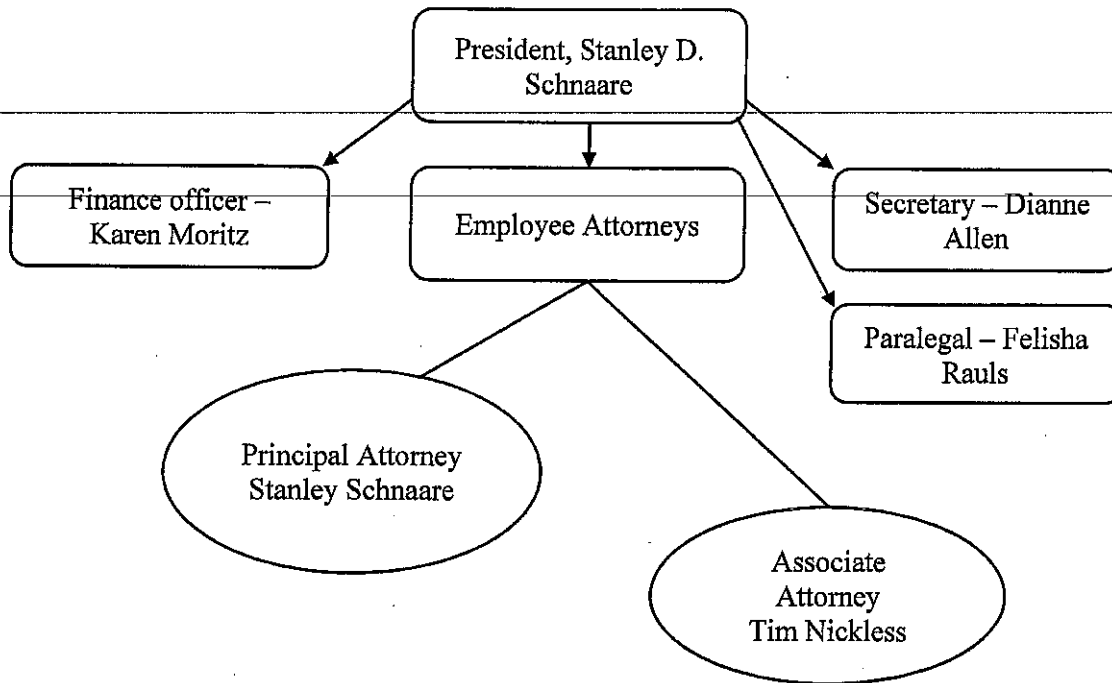 President, Stanley D.
Schnaare
Finance officer –
Karen Moritz
Employee Attorneys
Secretary – Dianne
Allen
Paralegal – Felisha
Rauls
Principal Attorney
Stanley Schnaare
Associate
Attorney
Tim Nickless